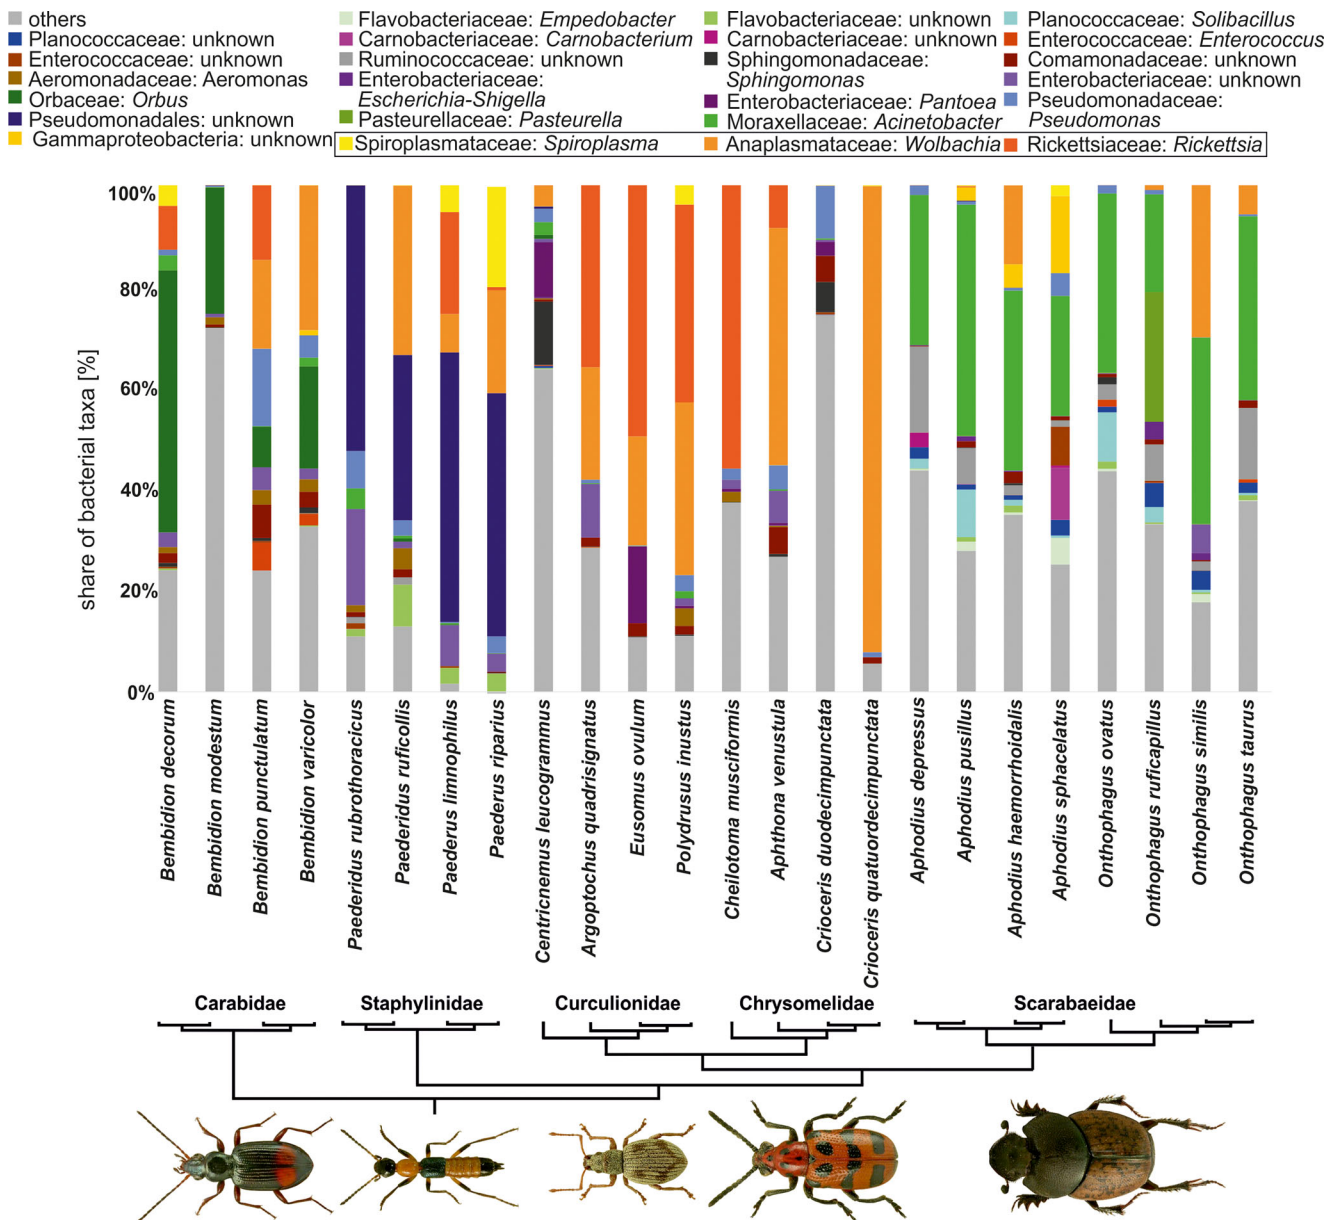 others
Planococcaceae: unknown
Enterococcaceae: unknown
Aeromonadaceae: Aeromonas
Orbaceae: Orbus
Pseudomonadales: unknown
Gammaproteobacteria: unknown
Flavobacteriaceae: Empedobacter
Carnobacteriaceae: Carnobacterium
Ruminococcaceae: unknown
Enterobacteriaceae:
Escherichia-Shigella
Pasteurellaceae: Pasteurella
Spiroplasmataceae: Spiroplasma
Flavobacteriaceae: unknown
Carnobacteriaceae: unknown
Sphingomonadaceae:
Sphingomonas
Enterobacteriaceae: Pantoea
Moraxellaceae: Acinetobacter
Anaplasmataceae: Wolbachia
Planococcaceae: Solibacillus
Enterococcaceae: Enterococcus
Comamonadaceae: unknown
Enterobacteriaceae: unknown
Pseudomonadaceae:
Pseudomonas
Rickettsiaceae: Rickettsia
share of bacterial taxa [%]
100%
80%
60%
40%
20%
0%
Bembidion decorum
Bembidion modestum
Bembidion punctulatum
Bembidion varicolor
Paederidus rubrothoracicus
Paederidus ruficollis
Paederus limnophilus
Paederus riparius
Centricnemus leucogrammus
Argoptochus quadrisignatus
Eusomus ovulum
Polydrusus inustus
Cheilotoma musciformis
Aphthona venustula
Crioceris duodecimpunctata
Crioceris quatuordecimpunctata
Aphodius depressus
Aphodius pusillus
Aphodius haemorrhoidalis
Aphodius sphacelatus
Onthophagus ovatus
Onthophagus ruficapillus
Onthophagus similis
Onthophagus taurus
Carabidae
Staphylinidae
Curculionidae
Chrysomelidae
Scarabaeidae